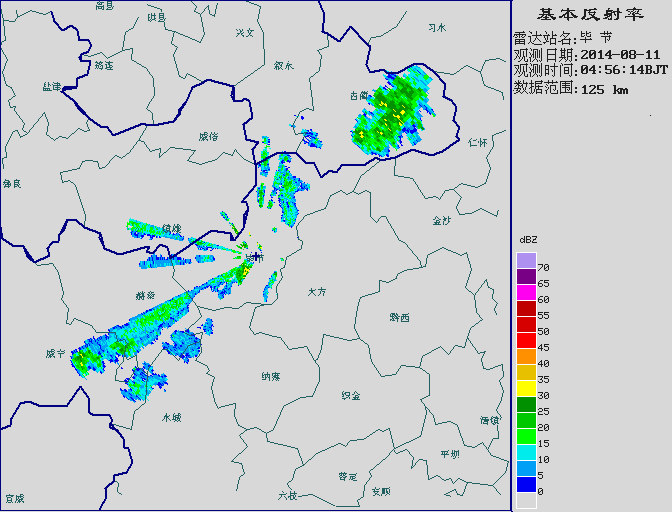 基本反射率
雷达站名:毕 节
观测日期:2014-08-11
观测时间:04:56:14BJT
数据范围:125 km
dBZ
70
65
60
55
50
45
40
35
30
25
20
15
10
5
0
高县
珙县
兴文
习水
筠连
叙永
盐津
古蔺
威信
仁怀
彝良
镇雄
金沙
毕节
赫章
大方
黔西
威宁
纳雍
织金
水城
清镇
平坝
普定
安顺
六枝
宣威